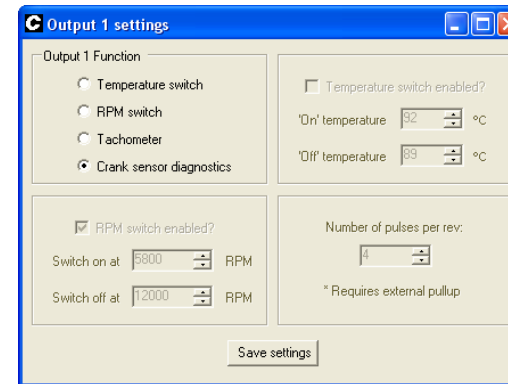 C Output 1 settings
Output 1 Function
Temperature switch
RPM switch
Tachometer
Crank sensor diagnostics
Temperature switch enabled?
'On' temperature 92 °C
'Off' temperature 89 °C
RPM switch enabled?
Switch on at 5800 RPM
Switch off at 12000 RPM
Number of pulses per rev:
4
* Requires external pullup
Save settings